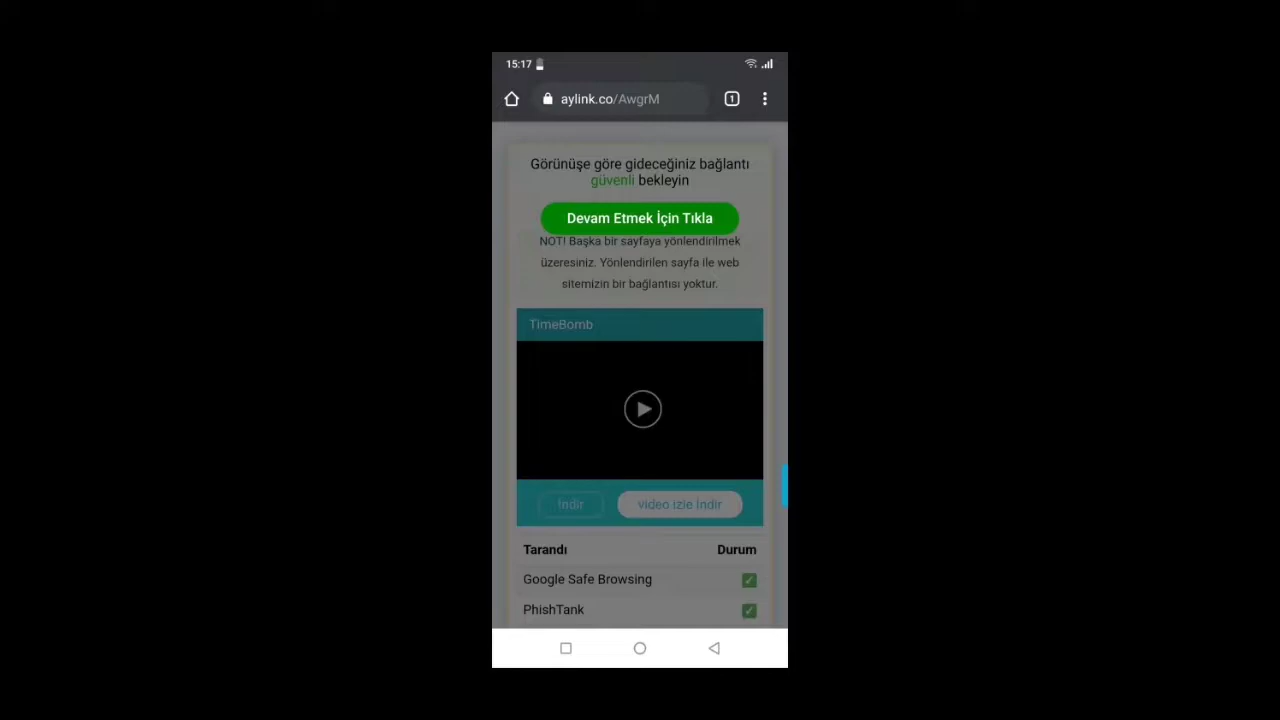 15:17
aylink.co/AwgrM
1
Görünüşe göre gideceğiniz bağlantı
güvenli bekleyin
Devam Etmek İçin Tıkla
NOT! Başka bir sayfaya yönlendirilmek
üzeresiniz. Yönlendirilen sayfa ile web
sitemizin bir bağlantısı yoktur.
TimeBomb
İndir
video izle İndir
Tarandı Durum
Google Safe Browsing
PhishTank